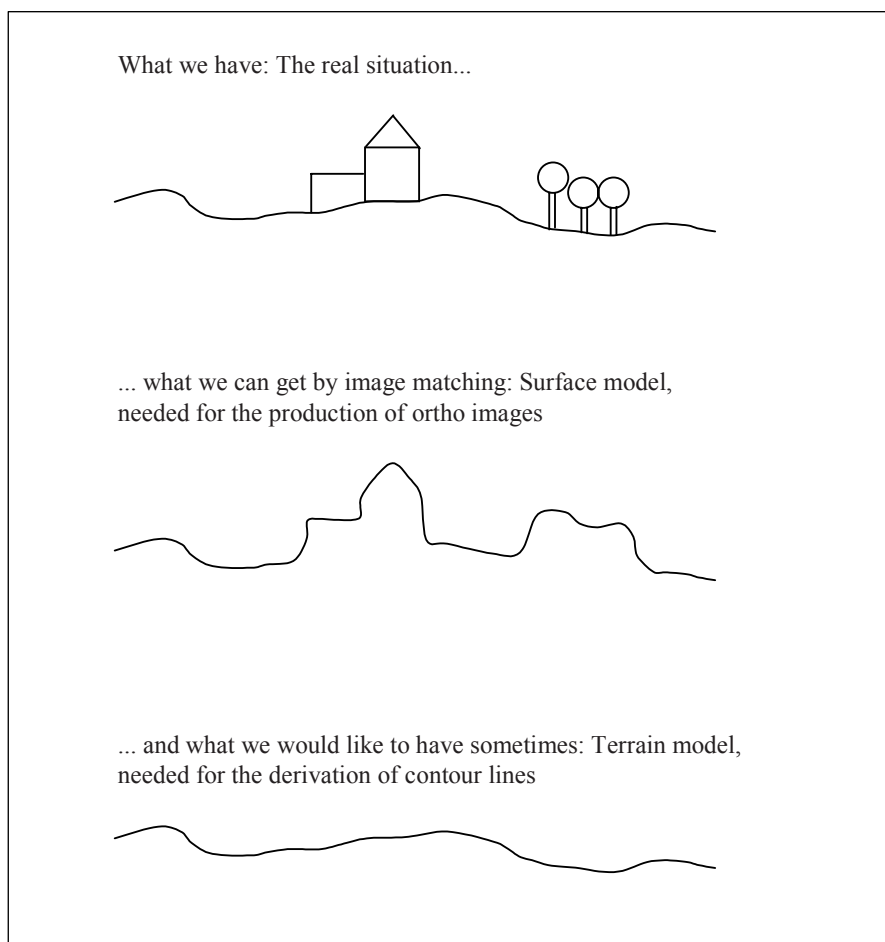 What we have: The real situation...
... what we can get by image matching: Surface model,
needed for the production of ortho images
... and what we would like to have sometimes: Terrain model,
needed for the derivation of contour lines